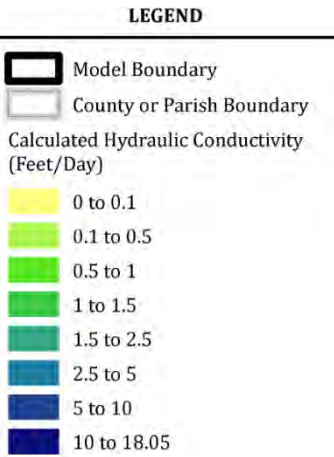 LEGEND
Model Boundary
County or Parish Boundary
Calculated Hydraulic Conductivity
(Feet/Day)
0 to 0.1
0.1 to 0.5
0.5 to 1
1 to 1.5
1.5 to 2.5
2.5 to 5
5 to 10
10 to 18.05